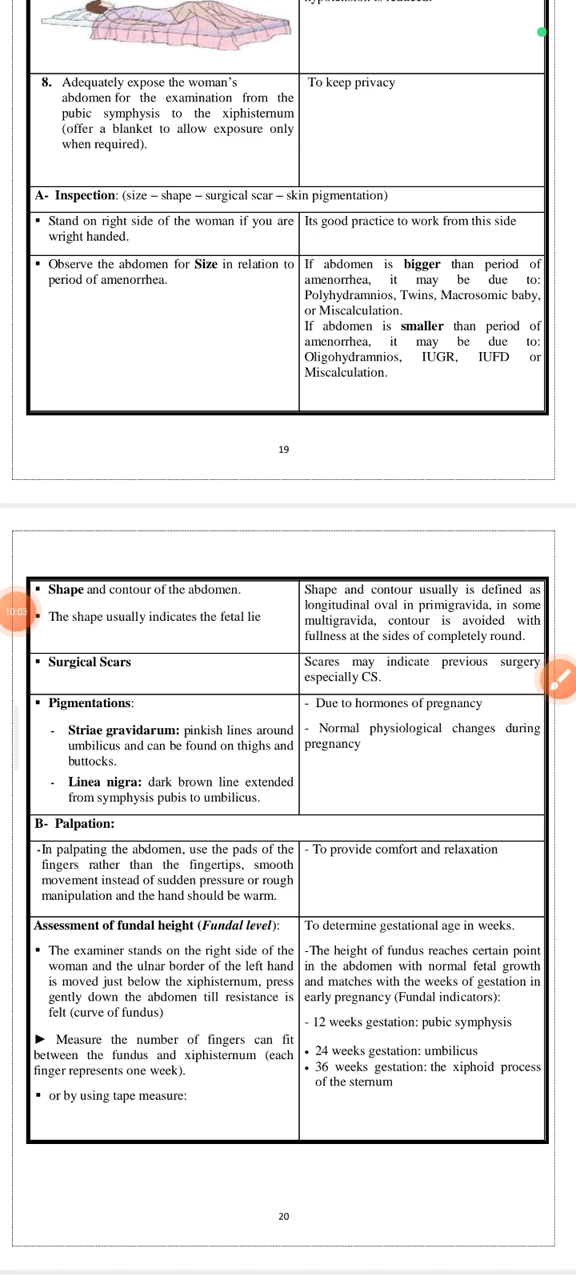 8. Adequately expose the woman's
abdomen for the examination from the
pubic symphysis to the xiphisternum
(offer a blanket to allow exposure only
when required).
To keep privacy
A- Inspection: (size – shape – surgical scar – skin pigmentation)
▪ Stand on right side of the woman if you are
wright handed.
Its good practice to work from this side
▪ Observe the abdomen for Size in relation to
period of amenorrhea.
If abdomen is bigger than period of
amenorrhea, it may be due to:
Polyhydramnios, Twins, Macrosomic baby,
or Miscalculation.
If abdomen is smaller than period of
amenorrhea, it may be due to:
Oligohydramnios, IUGR, IUFD or
Miscalculation.
19
▪ Shape and contour of the abdomen.
▪ The shape usually indicates the fetal lie
Shape and contour usually is defined as
longitudinal oval in primigravida, in some
multigravida, contour is avoided with
fullness at the sides of completely round.
10:03
▪ Surgical Scars
Scares may indicate previous surgery
especially CS.
▪ Pigmentations:
- Striae gravidarum: pinkish lines around
umbilicus and can be found on thighs and
buttocks.
- Linea nigra: dark brown line extended
from symphysis pubis to umbilicus.
- Due to hormones of pregnancy
- Normal physiological changes during
pregnancy
B- Palpation:
-In palpating the abdomen, use the pads of the
fingers rather than the fingertips, smooth
movement instead of sudden pressure or rough
manipulation and the hand should be warm.
- To provide comfort and relaxation
Assessment of fundal height (Fundal level):
▪ The examiner stands on the right side of the
woman and the ulnar border of the left hand
is moved just below the xiphisternum, press
gently down the abdomen till resistance is
felt (curve of fundus)
► Measure the number of fingers can fit
between the fundus and xiphisternum (each
finger represents one week).
▪ or by using tape measure:
To determine gestational age in weeks.
-The height of fundus reaches certain point
in the abdomen with normal fetal growth
and matches with the weeks of gestation in
early pregnancy (Fundal indicators):
- 12 weeks gestation: pubic symphysis
• 24 weeks gestation: umbilicus
• 36 weeks gestation: the xiphoid process
of the sternum
20